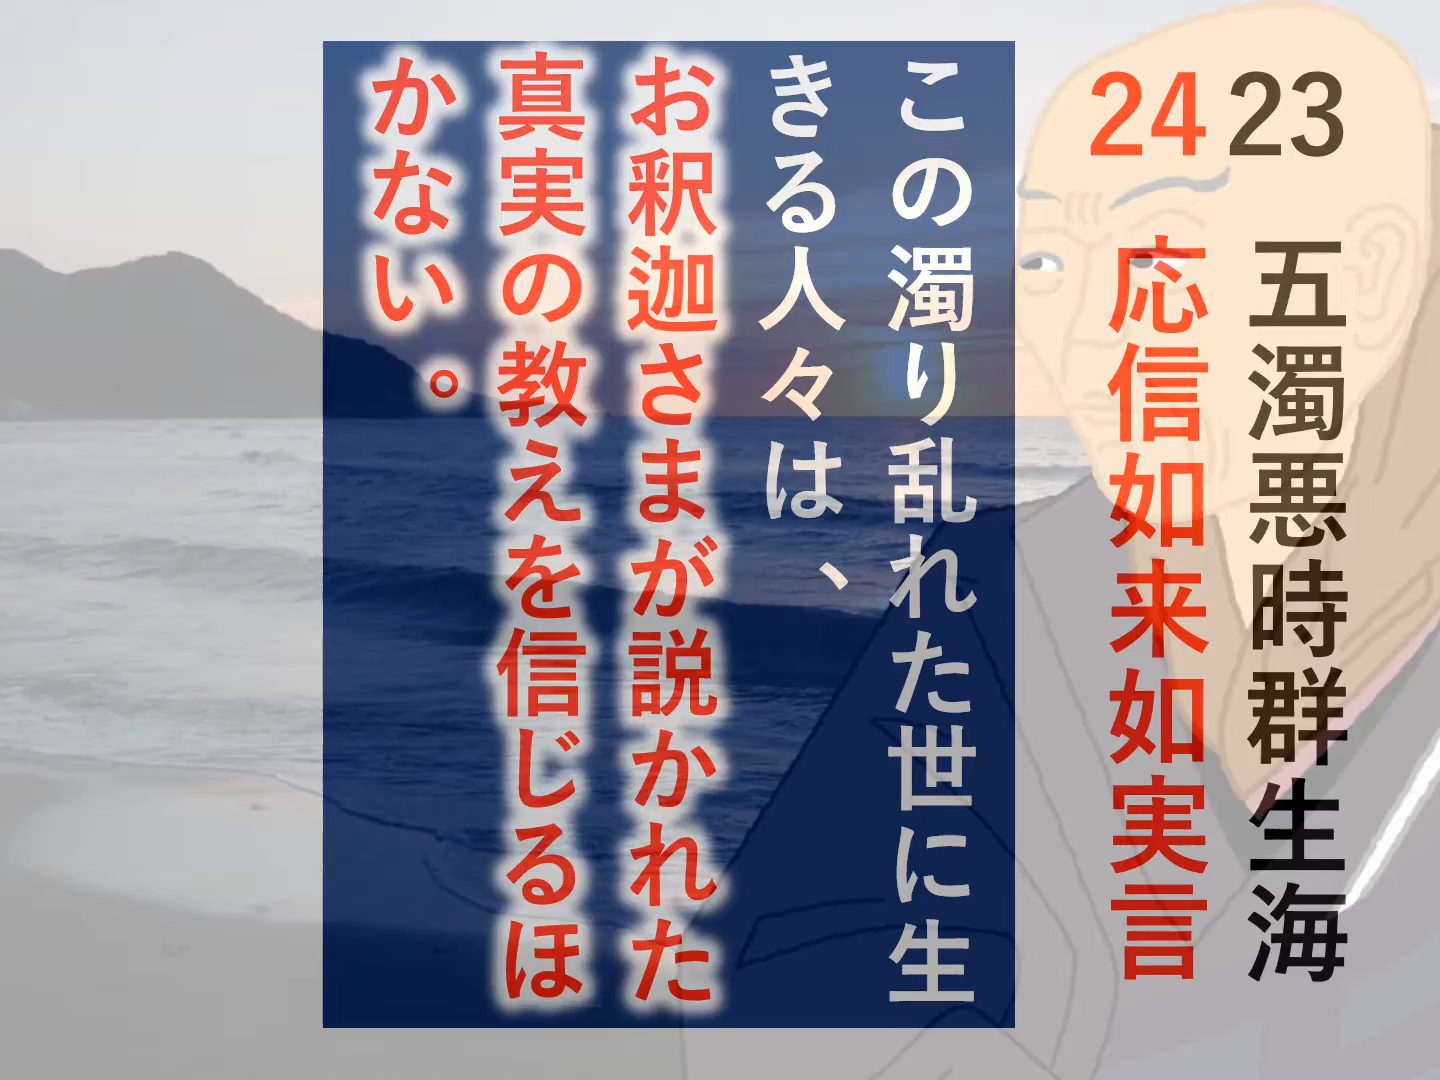 23 五濁悪時群生海
24 応信如来如実言
この濁り乱れた世に生
きる人々は、
お釈迦さまが説かれた
真実の教えを信じるほ
かない。